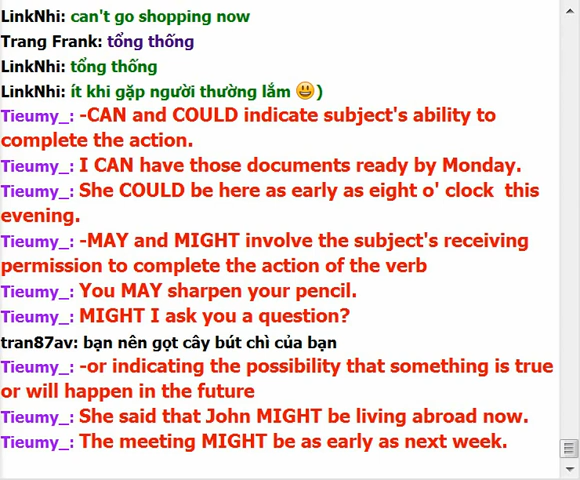 LinkNhi: can't go shopping now
Trang Frank: tổng thống
LinkNhi: tổng thống
LinkNhi: ít khi gặp người thường lắm 😃)
Tieumy_: -CAN and COULD indicate subject's ability to
complete the action.
Tieumy_: I CAN have those documents ready by Monday.
Tieumy_: She COULD be here as early as eight o' clock  this
evening.
Tieumy_: -MAY and MIGHT involve the subject's receiving
permission to complete the action of the verb
Tieumy_: You MAY sharpen your pencil.
Tieumy_: MIGHT I ask you a question?
tran87av: bạn nên gọt cây bút chì của bạn
Tieumy_: -or indicating the possibility that something is true
or will happen in the future
Tieumy_: She said that John MIGHT be living abroad now.
Tieumy_: The meeting MIGHT be as early as next week.